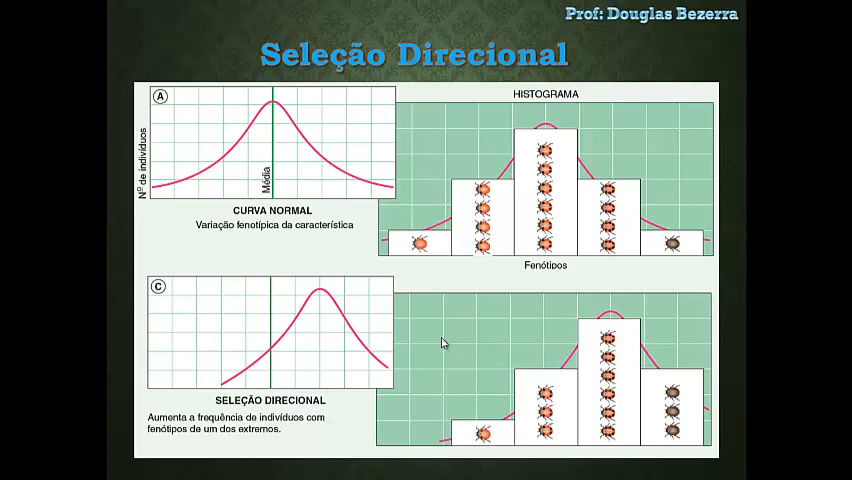 Prof: Douglas Bezerra
Seleção Direcional
A
Nº de indivíduos
Média
CURVA NORMAL
Variação fenotípica da característica
HISTOGRAMA
Fenótipos
C
SELEÇÃO DIRECIONAL
Aumenta a frequência de indivíduos com
fenótipos de um dos extremos.